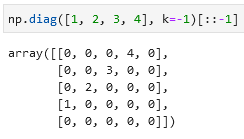 np.diag([1, 2, 3, 4], k=-1)[::-1]
array([[0, 0, 0, 4, 0],
       [0, 0, 3, 0, 0],
       [0, 2, 0, 0, 0],
       [1, 0, 0, 0, 0],
       [0, 0, 0, 0, 0]])